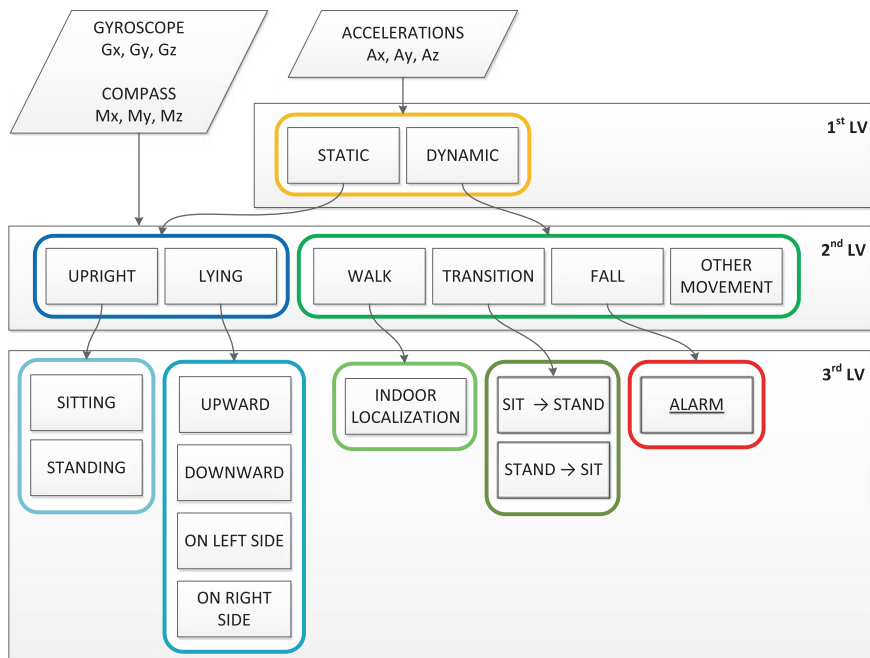 GYROSCOPE
Gx, Gy, Gz
COMPASS
Mx, My, Mz
ACCELERATIONS
Ax, Ay, Az
1st LV
STATIC
DYNAMIC
2nd LV
UPRIGHT
LYING
WALK
TRANSITION
FALL
OTHER
MOVEMENT
3rd LV
SITTING
STANDING
UPWARD
DOWNWARD
ON LEFT SIDE
ON RIGHT
SIDE
INDOOR
LOCALIZATION
SIT → STAND
STAND → SIT
ALARM